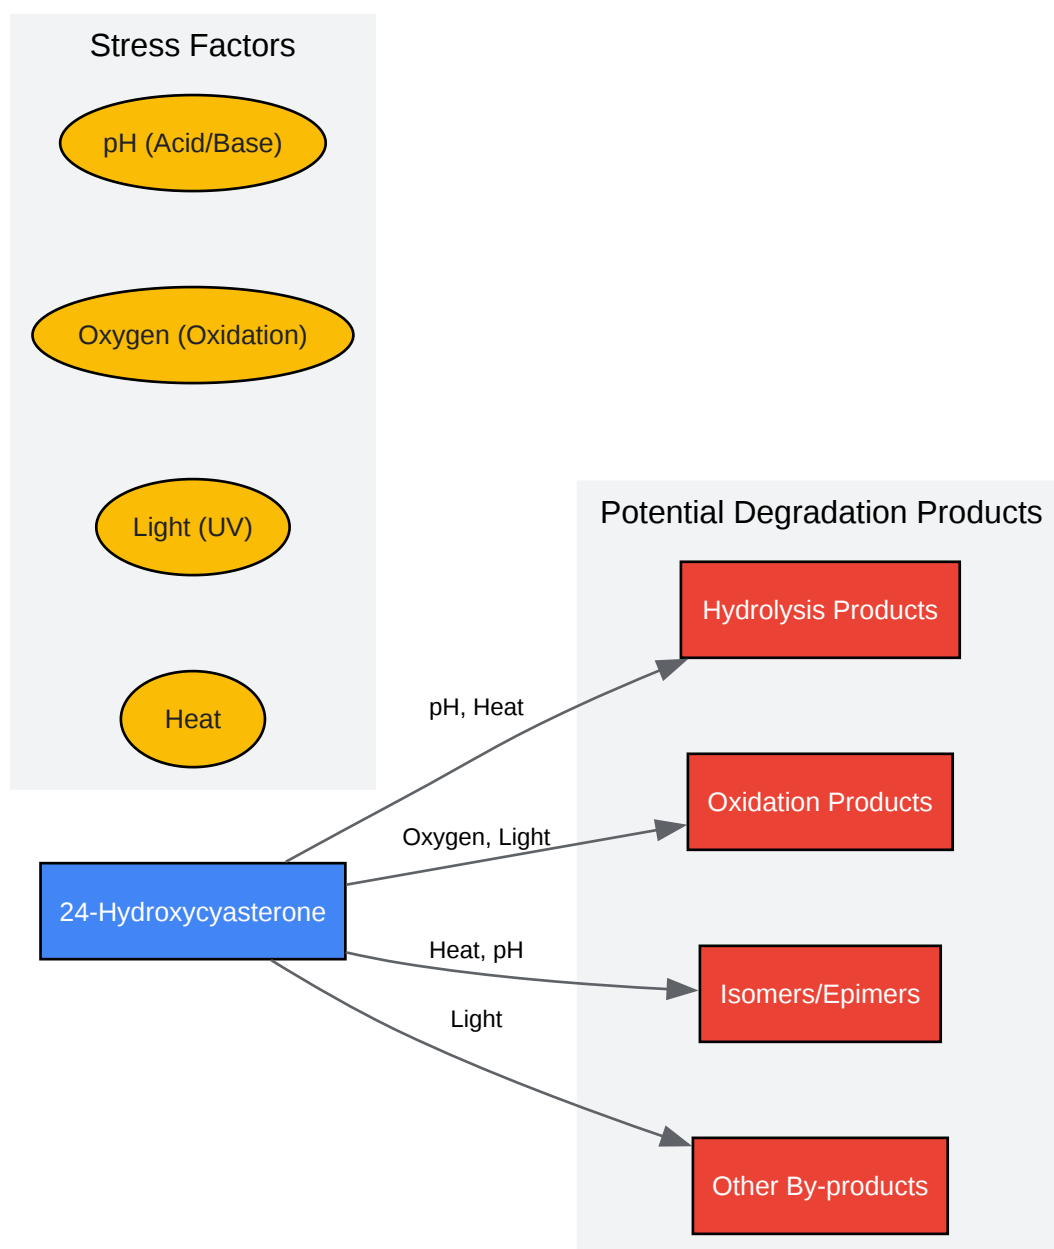 Stress Factors
pH (Acid/Base)
Oxygen (Oxidation)
Light (UV)
Heat
24-Hydroxycyasterone
pH, Heat
Oxygen, Light
Heat, pH
Light
Potential Degradation Products
Hydrolysis Products
Oxidation Products
Isomers/Epimers
Other By-products